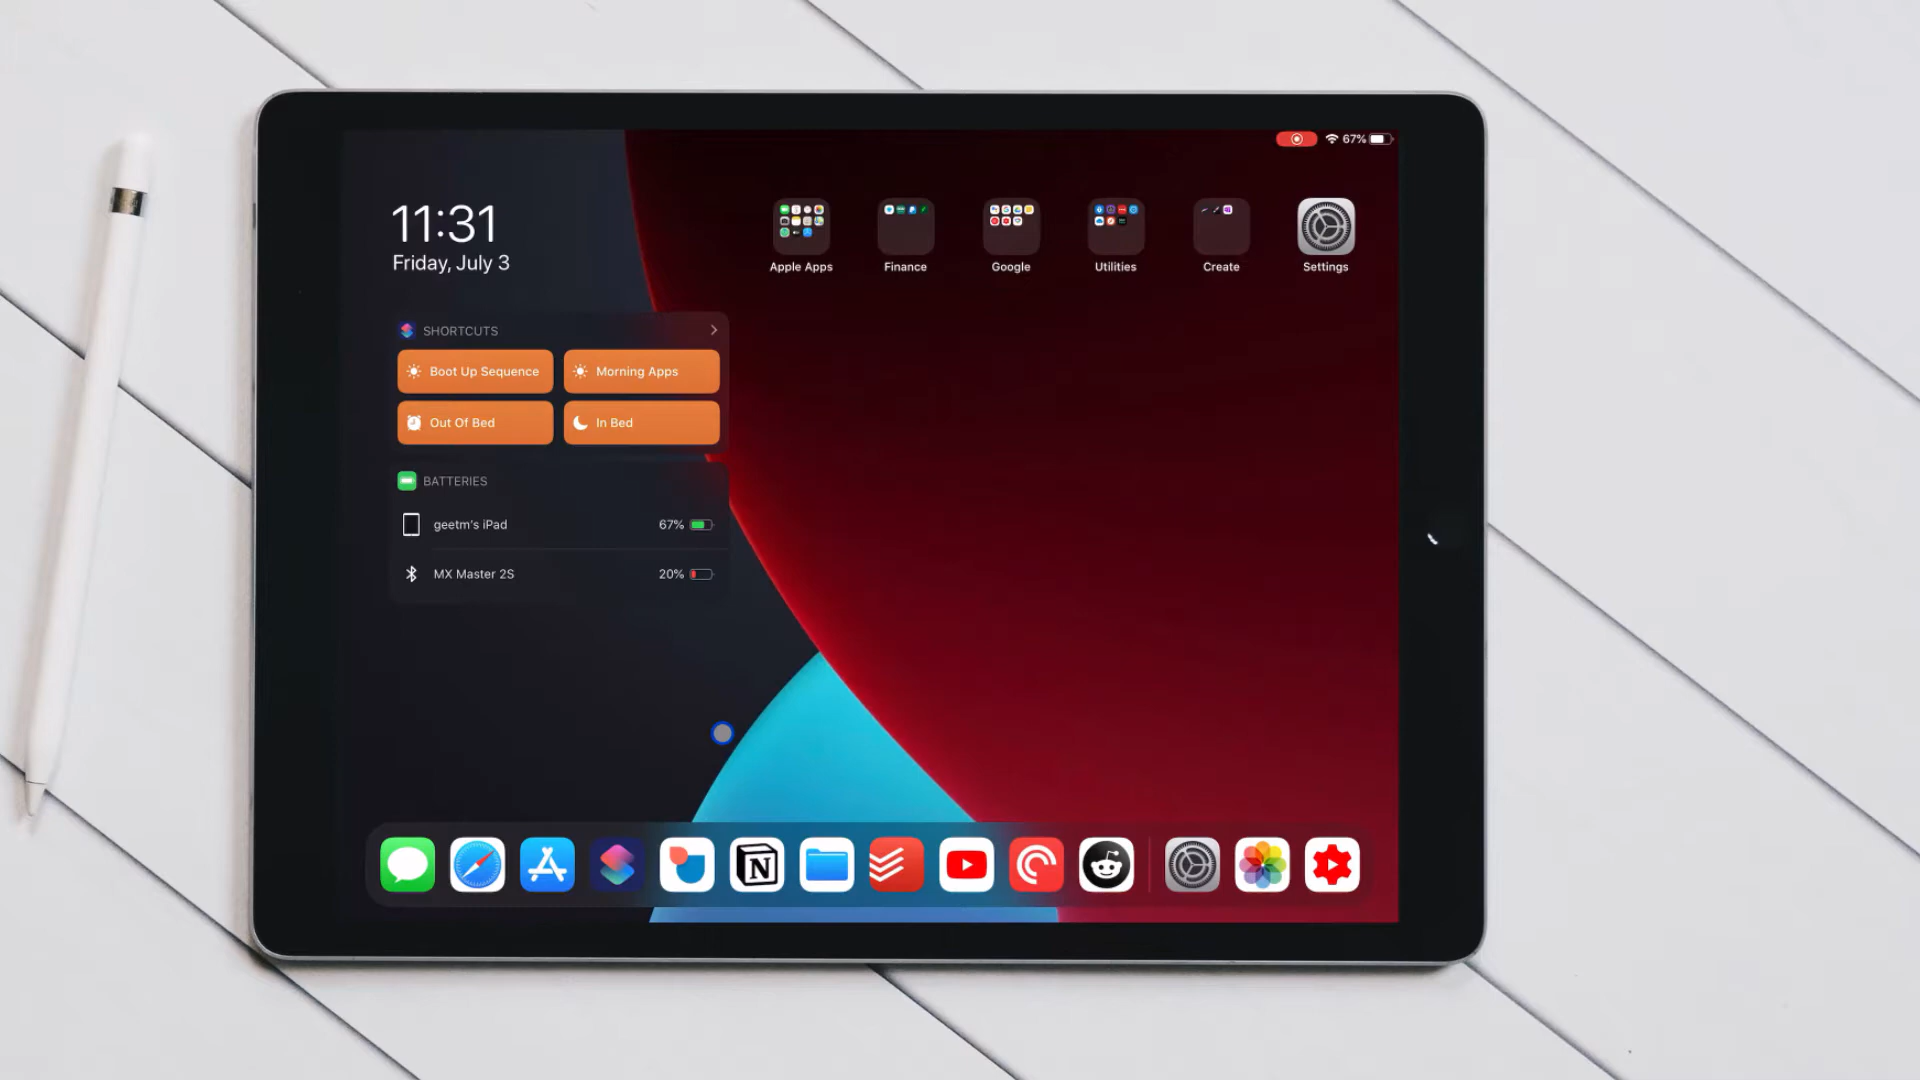 67%
11:31
Friday, July 3
Apple Apps
Finance
Google
Utilities
Create
Settings
SHORTCUTS
Boot Up Sequence
Morning Apps
Out Of Bed
In Bed
BATTERIES
geetm's iPad
67%
MX Master 2S
20%
N